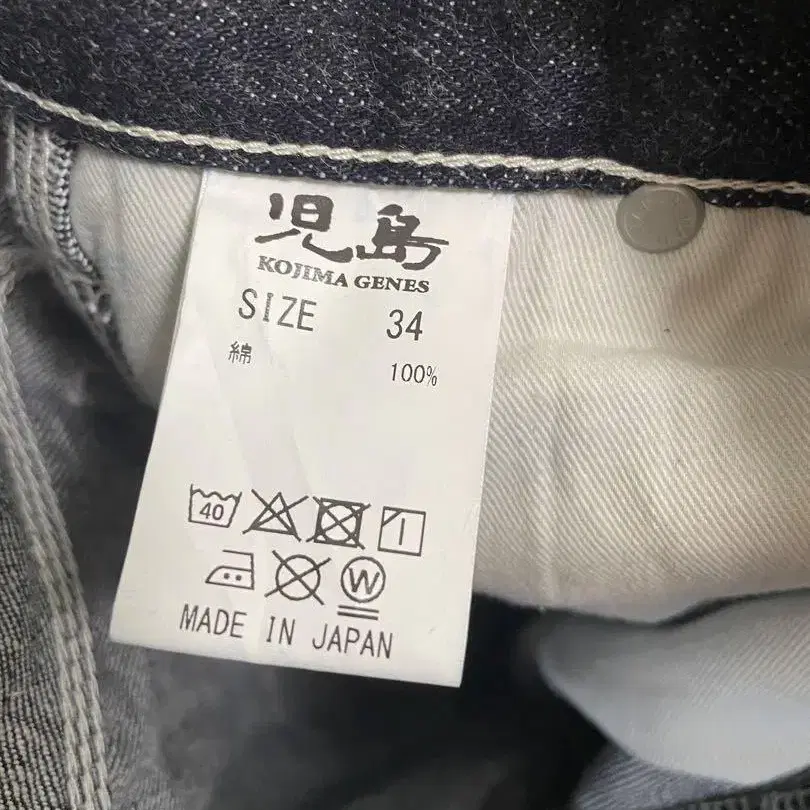 児島
KOJIMA GENES
SIZE 34
綿 100%
40
W
MADE IN JAPAN